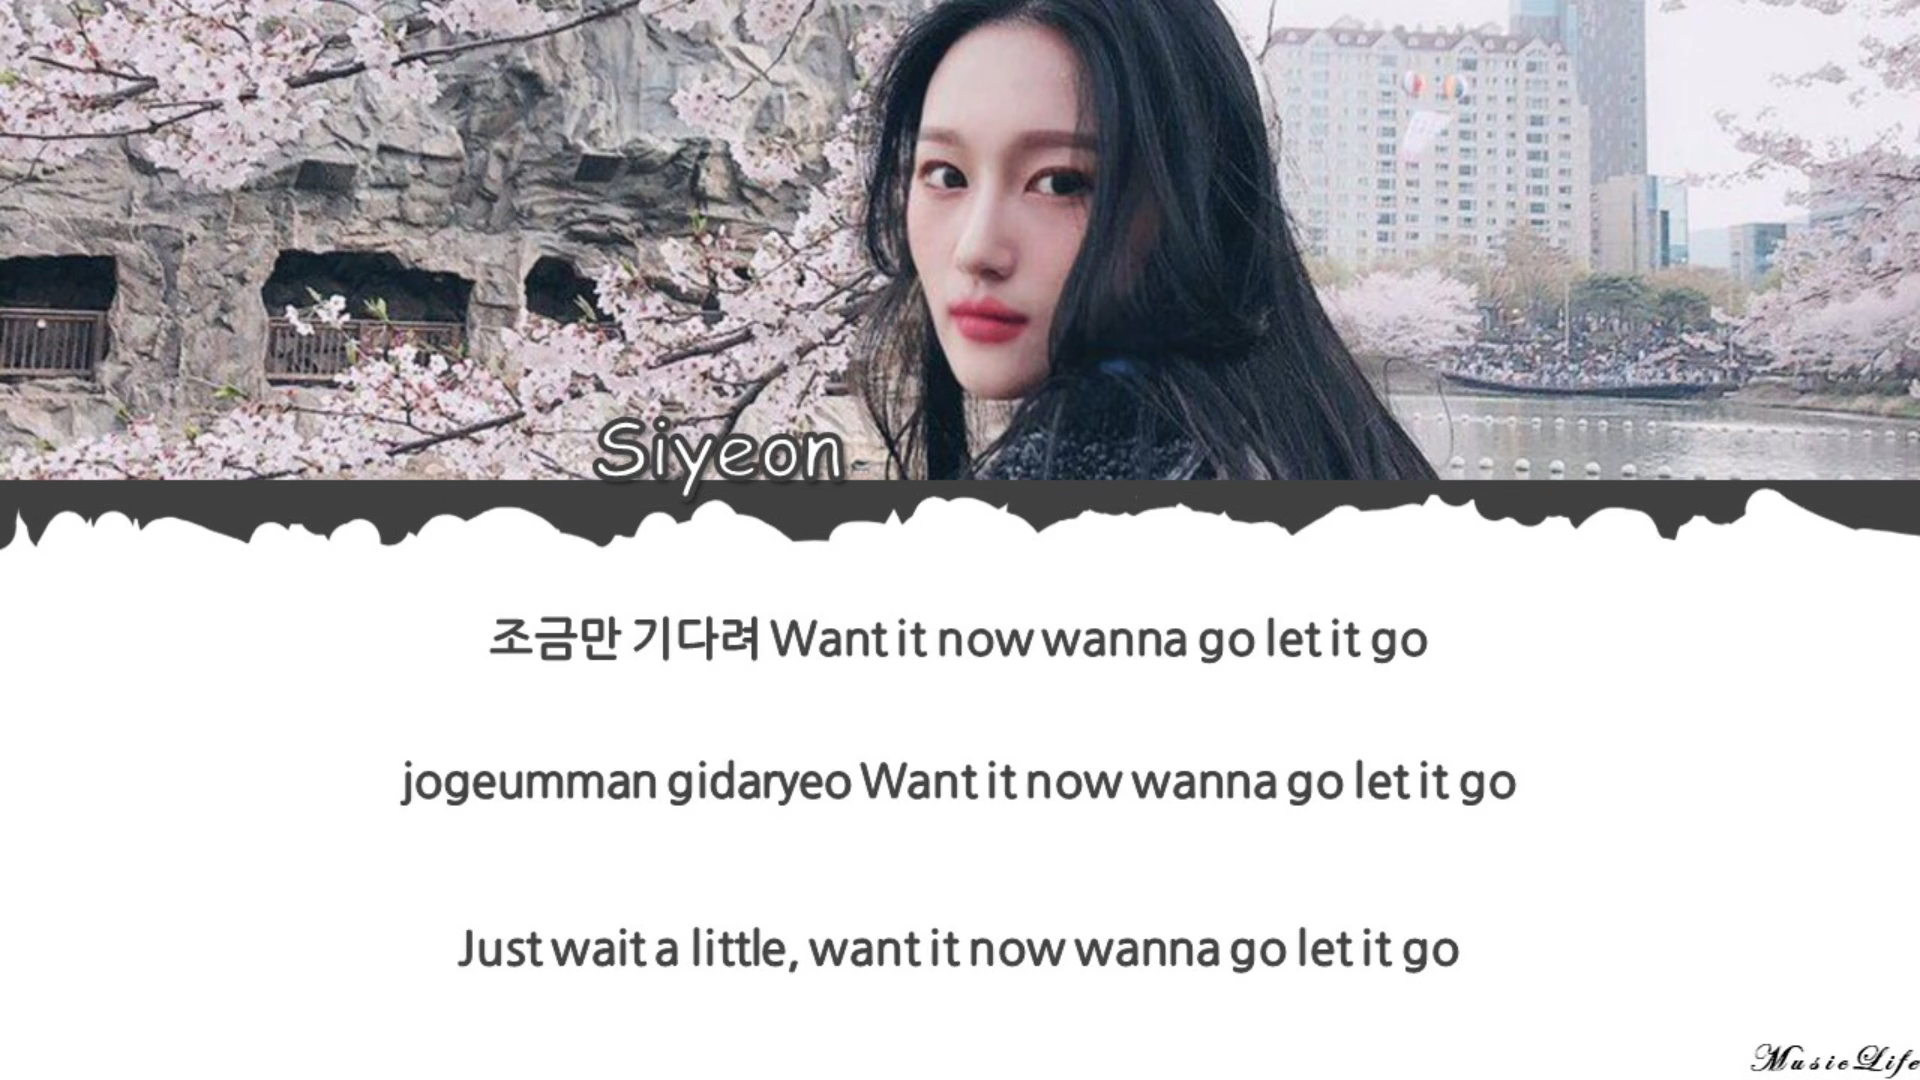 Siyeon
조금만 기다려 Want it now wanna go let it go
jogeumman gidaryeo Want it now wanna go let it go
Just wait a little, want it now wanna go let it go
MusicLife